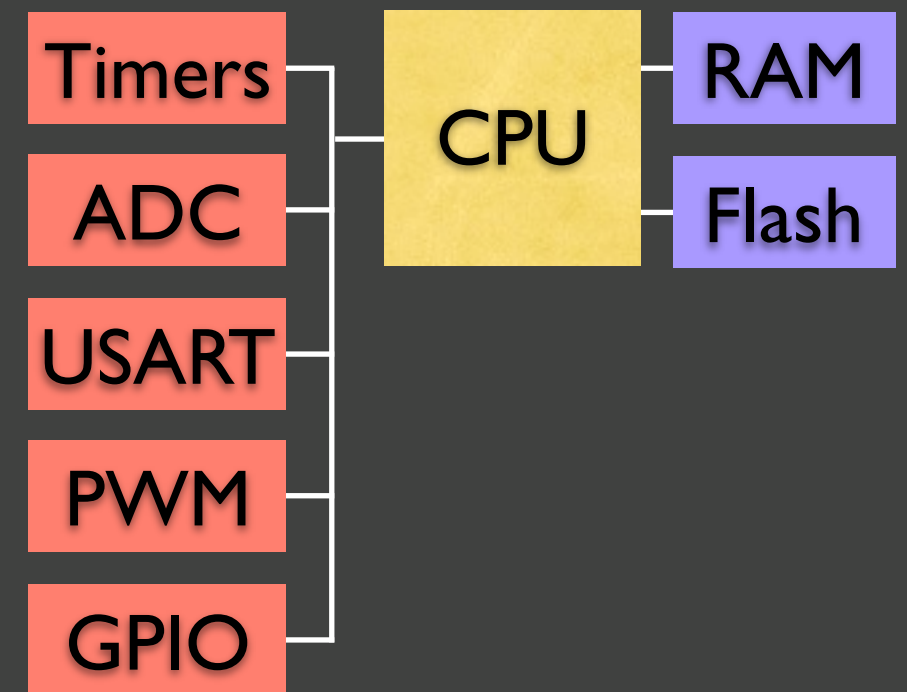 Timers
ADC
USART
PWM
GPIO
CPU
RAM
Flash